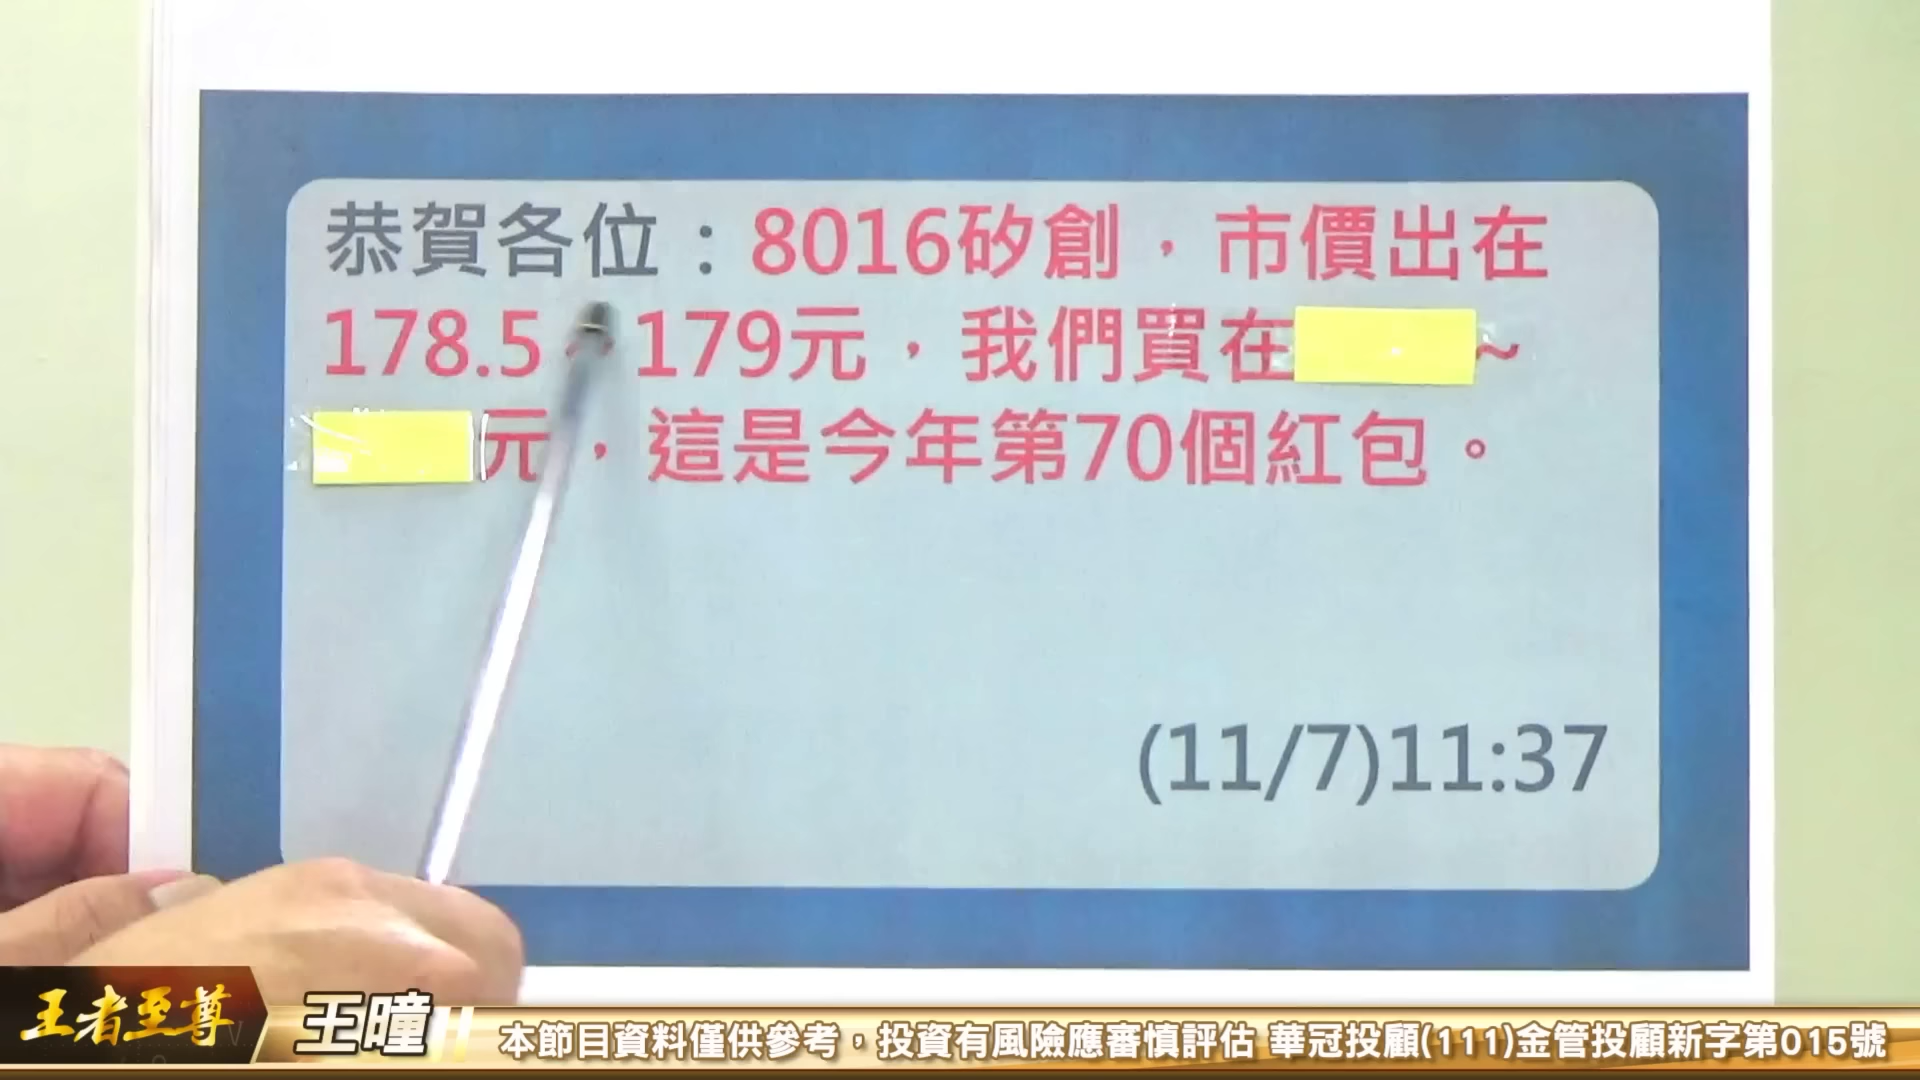 恭賀各位：8016矽創，市價出在
178.5、179元，我們買在 ~
元，這是今年第70個紅包。
(11/7)11:37
王者至尊
王曈
本節目資料僅供參考，投資有風險應審慎評估 華冠投顧(111)金管投顧新字第015號